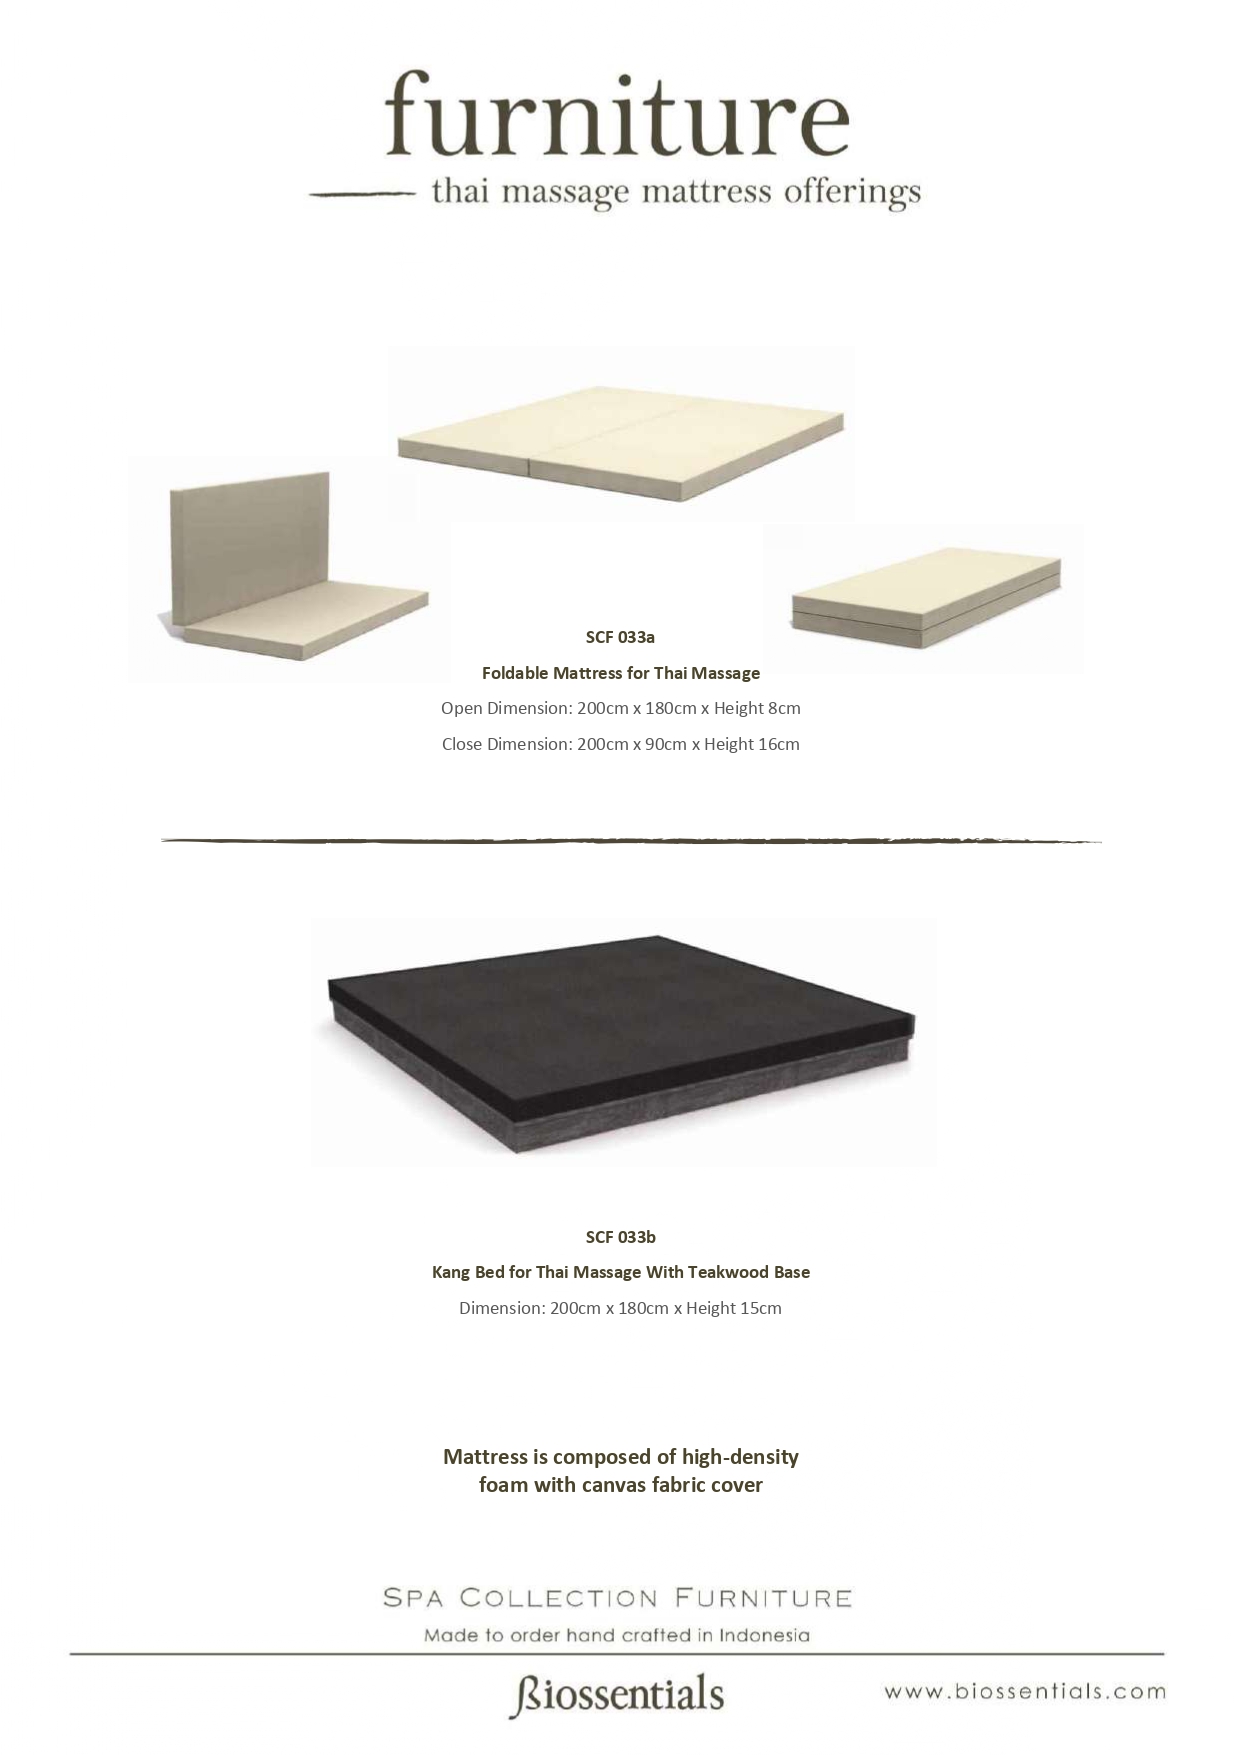 furniture
thai massage mattress offerings
SCF 033a
Foldable Mattress for Thai Massage
Open Dimension: 200cm x 180cm x Height 8cm
Close Dimension: 200cm x 90cm x Height 16cm
SCF 033b
Kang Bed for Thai Massage With Teakwood Base
Dimension: 200cm x 180cm x Height 15cm
Mattress is composed of high-density
foam with canvas fabric cover
SPA COLLECTION FURNITURE
Made to order hand crafted in Indonesia
Biossentials
www.biossentials.com